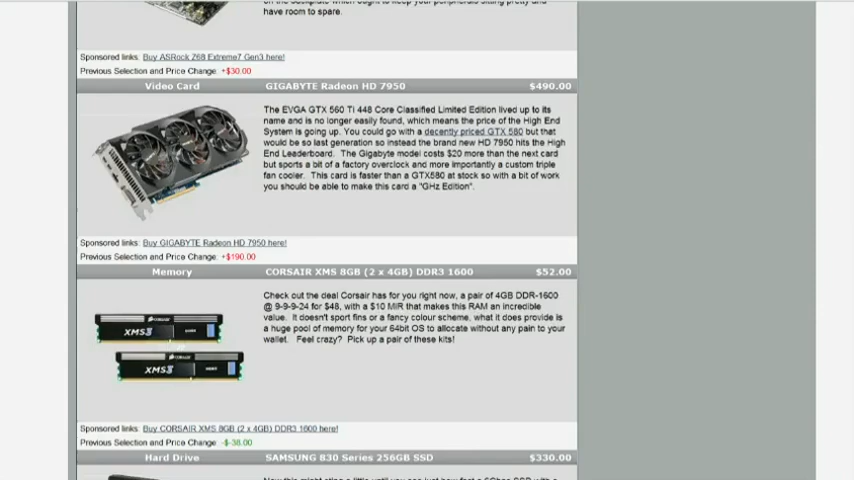 have room to spare.
Sponsored links: Buy ASRock Z68 Extreme7 Gen3 here!
Previous Selection and Price Change: +$30.00
Video Card GIGABYTE Radeon HD 7950 $490.00
The EVGA GTX 560 Ti 448 Core Classified Limited Edition lived up to its
name and is no longer easily found, which means the price of the High End
System is going up. You could go with a decently priced GTX 580 but that
would be so last generation so instead the brand new HD 7950 hits the High
End Leaderboard. The Gigabyte model costs $20 more than the next card
but sports a bit of a factory overclock and more importantly a custom triple
fan cooler. This card is faster than a GTX580 at stock so with a bit of work
you should be able to make this card a "GHz Edition".
Sponsored links: Buy GIGABYTE Radeon HD 7950 here!
Previous Selection and Price Change: +$190.00
Memory CORSAIR XMS 8GB (2 x 4GB) DDR3 1600 $52.00
Check out the deal Corsair has for you right now, a pair of 4GB DDR-1600
@ 9-9-9-24 for $48, with a $10 MIR that makes this RAM an incredible
value. It doesn't sport fins or a fancy colour scheme, what it does provide is
a huge pool of memory for your 64bit OS to allocate without any pain to your
wallet. Feel crazy? Pick up a pair of these kits!
XMS3
XMS3
Sponsored links: Buy CORSAIR XMS 8GB (2 x 4GB) DDR3 1600 here!
Previous Selection and Price Change: -$-38.00
Hard Drive SAMSUNG 830 Series 256GB SSD $330.00